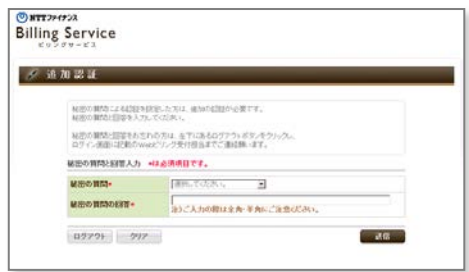 NTTファイナンス
Billing Service
ビリングサービス
追加認証
秘密の質問による認証を設定した方は、追加の認証が必要です。
秘密の質問と回答を入力してください。
秘密の質問と回答をお忘れの方は、左下にあるログアウトボタンをクリックし、
ログイン画面に記載のWebビリング受付担当までご連絡願います。
秘密の質問と回答入力 *は必須項目です。
秘密の質問* 選択してください。
秘密の質問の回答*
注)ご入力の際は全角・半角にご注意ください。
ログアウト クリア 送信